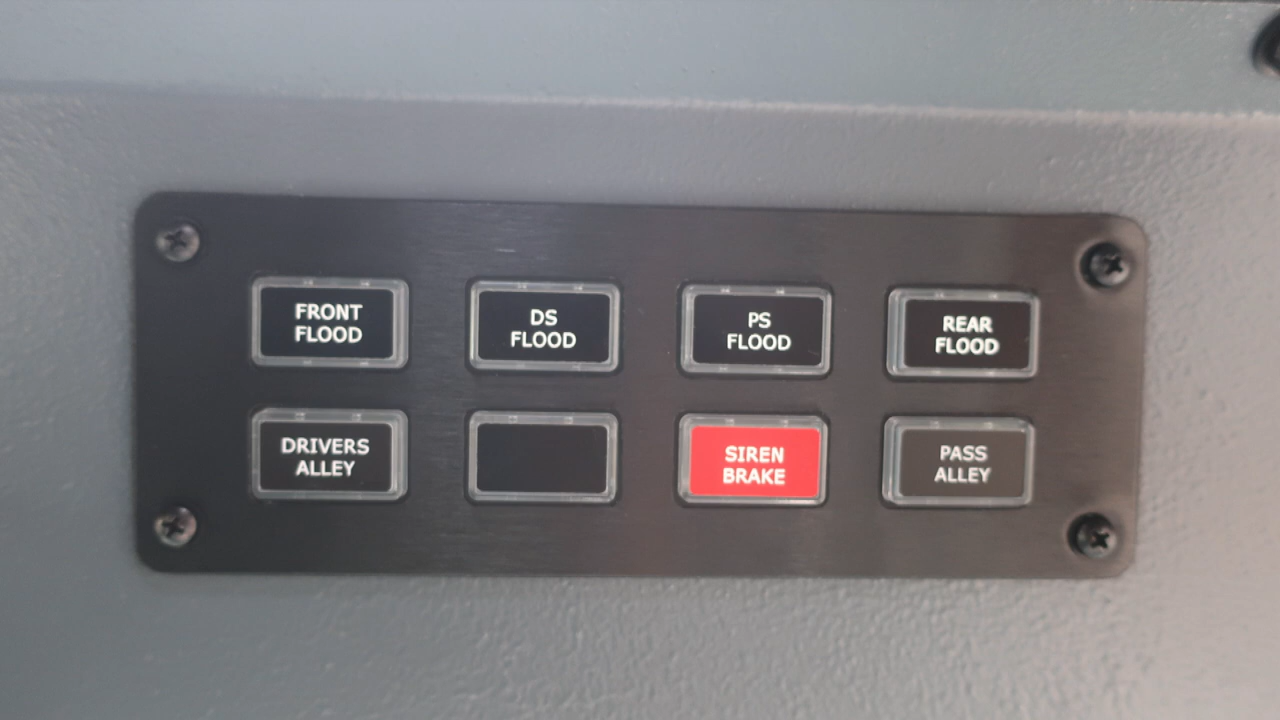 FRONT
FLOOD
DS
FLOOD
PS
FLOOD
REAR
FLOOD
DRIVERS
ALLEY
SIREN
BRAKE
PASS
ALLEY